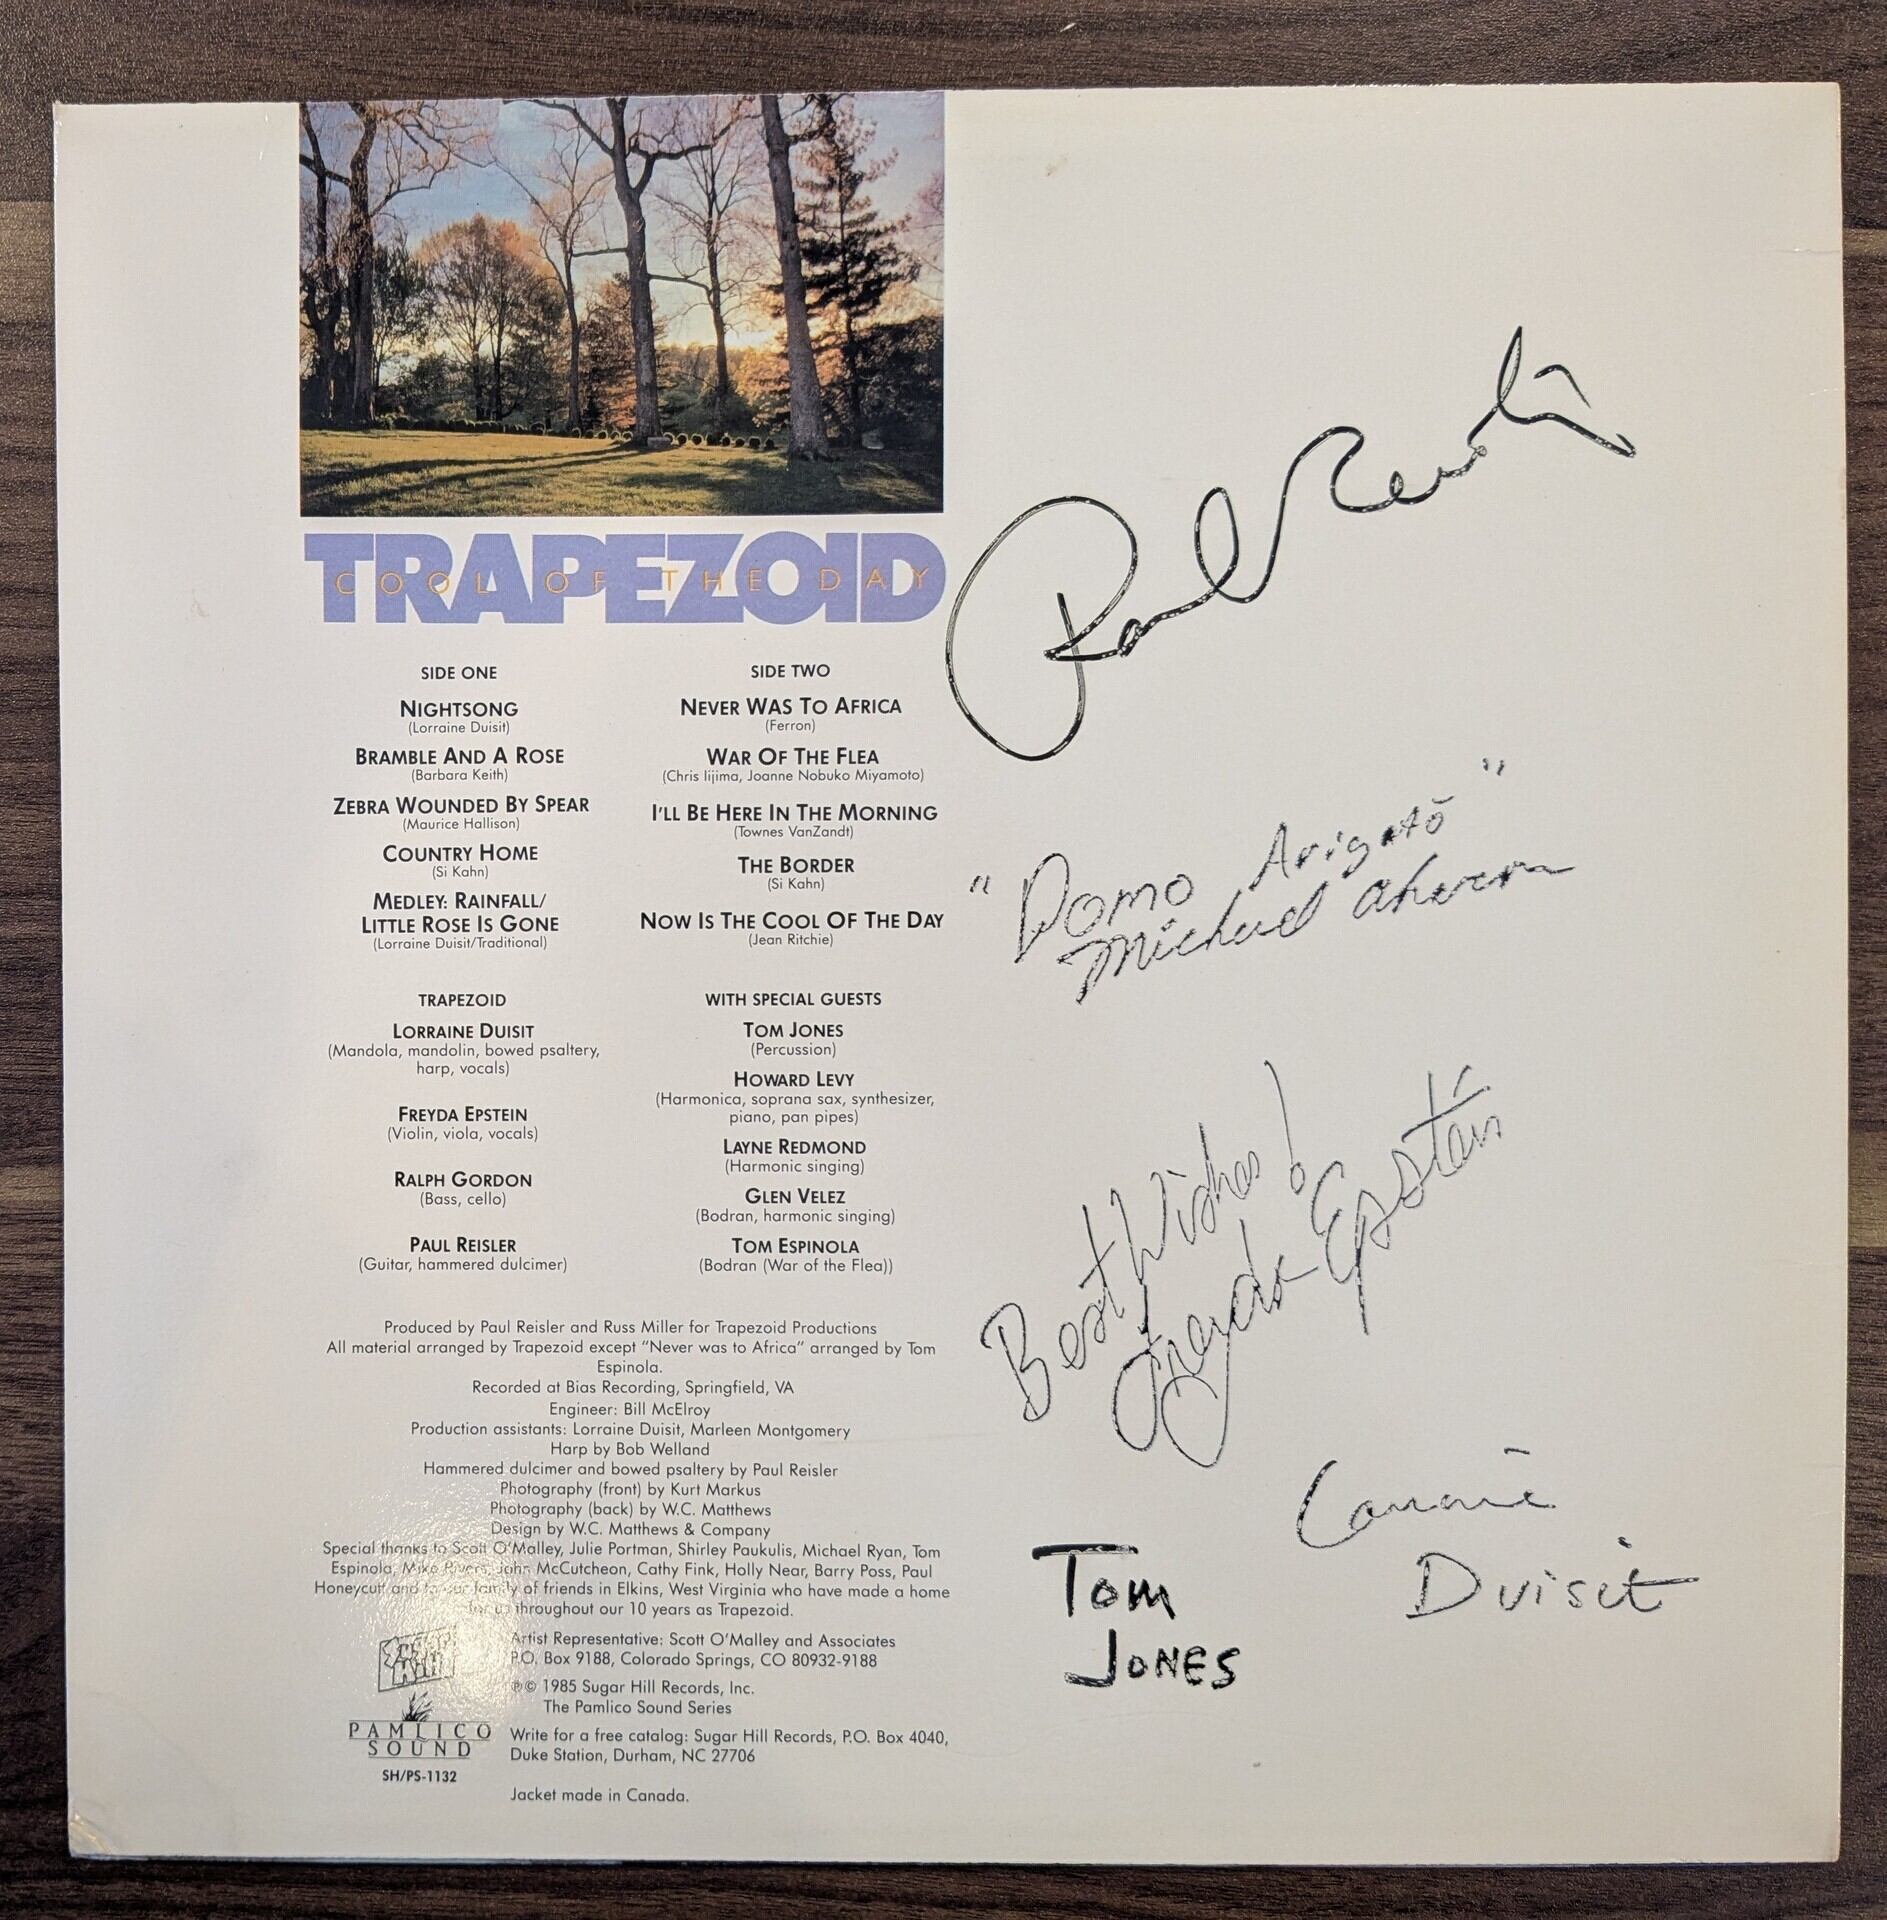 TRAPEZOID
COOL OF THE DAY
SIDE ONE
NIGHTSONG
(Lorraine Duisit)
BRAMBLE AND A ROSE
(Barbara Keith)
ZEBRA WOUNDED BY SPEAR
(Maurice Hallison)
COUNTRY HOME
(Si Kahn)
MEDLEY: RAINFALL/
LITTLE ROSE IS GONE
(Lorraine Duisit/Traditional)
SIDE TWO
NEVER WAS TO AFRICA
(Ferron)
WAR OF THE FLEA
(Chris Iijima, Joanne Nobuko Miyamoto)
I'LL BE HERE IN THE MORNING
(Townes VanZandt)
THE BORDER
(Si Kahn)
NOW IS THE COOL OF THE DAY
(Jean Ritchie)
TRAPEZOID
LORRAINE DUISIT
(Mandola, mandolin, bowed psaltery,
harp, vocals)
FREYDA EPSTEIN
(Violin, viola, vocals)
RALPH GORDON
(Bass, cello)
PAUL REISLER
(Guitar, hammered dulcimer)
WITH SPECIAL GUESTS
TOM JONES
(Percussion)
HOWARD LEVY
(Harmonica, soprana sax, synthesizer,
piano, pan pipes)
LAYNE REDMOND
(Harmonic singing)
GLEN VELEZ
(Bodran, harmonic singing)
TOM ESPINOLA
(Bodran (War of the Flea))
Produced by Paul Reisler and Russ Miller for Trapezoid Productions
All material arranged by Trapezoid except "Never was to Africa" arranged by Tom
Espinola.
Recorded at Bias Recording, Springfield, VA
Engineer: Bill McElroy
Production assistants: Lorraine Duisit, Marleen Montgomery
Harp by Bob Welland
Hammered dulcimer and bowed psaltery by Paul Reisler
Photography (front) by Kurt Markus
Photography (back) by W.C. Matthews
Design by W.C. Matthews & Company
Special thanks to Scott O'Malley, Julie Portman, Shirley Paukulis, Michael Ryan, Tom
Espinola, Mike Rivers, John McCutcheon, Cathy Fink, Holly Near, Barry Poss, Paul
Honeycutt and to our family of friends in Elkins, West Virginia who have made a home
for us throughout our 10 years as Trapezoid.
Artist Representative: Scott O'Malley and Associates
P.O. Box 9188, Colorado Springs, CO 80932-9188
℗© 1985 Sugar Hill Records, Inc.
The Pamlico Sound Series
Write for a free catalog: Sugar Hill Records, P.O. Box 4040,
Duke Station, Durham, NC 27706
Jacket made in Canada.
PAMLICO
SOUND
SH/PS-1132
Paul Reisler
"Domo Arigato"
Michael
Best Wishes!
Freyda Epstein
Lorraine
Duisit
Tom
Jones